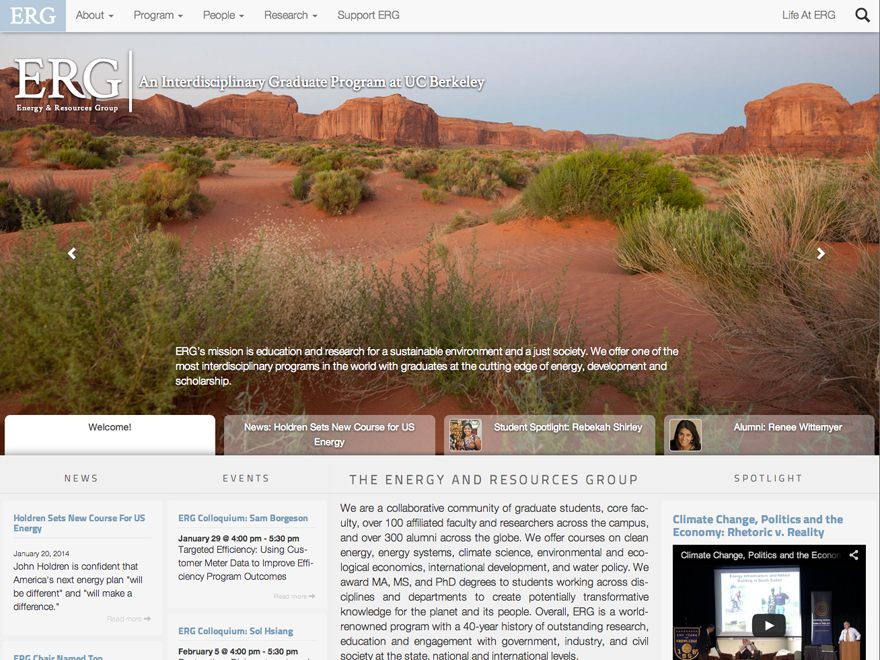 ERG
About
Program
People
Research
Support ERG
Life At ERG
ERG
Energy & Resources Group
An Interdisciplinary Graduate Program at UC Berkeley
ERG's mission is education and research for a sustainable environment and a just society. We offer one of the
most interdisciplinary programs in the world with graduates at the cutting edge of energy, development and
scholarship.
Welcome!
News: Holdren Sets New Course for US
Energy
Student Spotlight: Rebekah Shirley
Alumni: Renee Wittemyer
NEWS
Holdren Sets New Course For US
Energy
January 20, 2014
John Holdren is confident that
America's next energy plan "will
be different" and "will make a
difference."
Read more
ERG Chair Named Top
EVENTS
ERG Colloquium: Sam Borgeson
January 29 @ 4:00 pm - 5:30 pm
Targeted Efficiency: Using Cus-
tomer Meter Data to Improve Effi-
ciency Program Outcomes
Read more
ERG Colloquium: Sol Hsiang
February 5 @ 4:00 pm - 5:30 pm
THE ENERGY AND RESOURCES GROUP
We are a collaborative community of graduate students, core fac-
ulty, over 100 affiliated faculty and researchers across the campus,
and over 300 alumni across the globe. We offer courses on clean
energy, energy systems, climate science, environmental and eco-
logical economics, international development, and water policy. We
award MA, MS, and PhD degrees to students working across dis-
ciplines and departments to create potentially transformative
knowledge for the planet and its people. Overall, ERG is a world-
renowned program with a 40-year history of outstanding research,
education and engagement with government, industry, and civil
society at the state, national and international levels.
SPOTLIGHT
Climate Change, Politics and the
Economy: Rhetoric v. Reality
Climate Change, Politics and the Econom